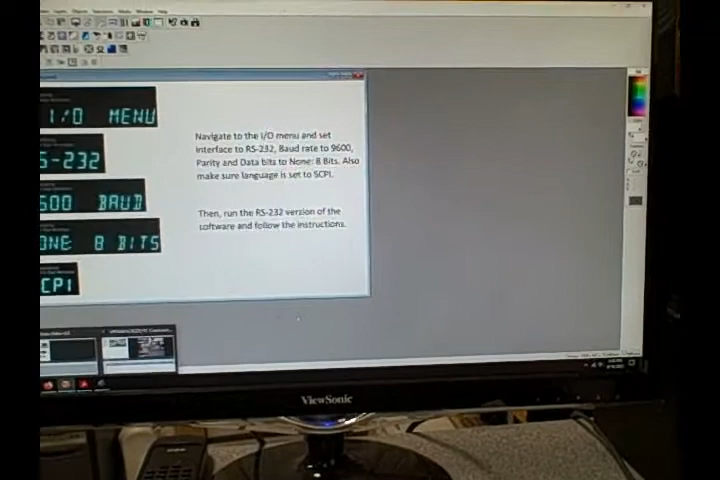 I/O MENU
S-232
600 BAUD
ONE 8 BITS
CPI
Navigate to the I/O menu and set
interface to RS-232, Baud rate to 9600,
Parity and Data bits to None: 8 Bits. Also
make sure language is set to SCPI.
Then, run the RS-232 version of the
software and follow the instructions.
ViewSonic